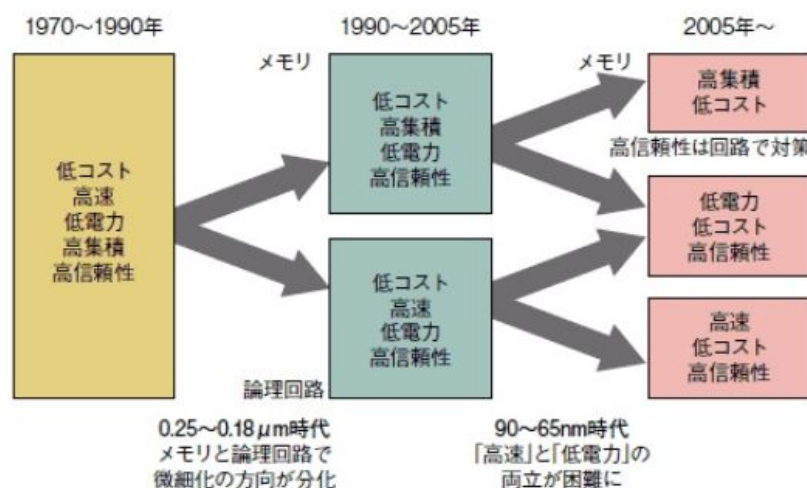 1970～1990年
1990～2005年
2005年～
低コスト
高速
低電力
高集積
高信頼性
メモリ
低コスト
高集積
低電力
高信頼性
低コスト
高速
低電力
高信頼性
論理回路
メモリ
高集積
低コスト
高信頼性は回路で対策
低電力
低コスト
高信頼性
高速
低コスト
高信頼性
0.25～0.18μm時代
メモリと論理回路で
微細化の方向が分化
90～65nm時代
「高速」と「低電力」の
両立が困難に